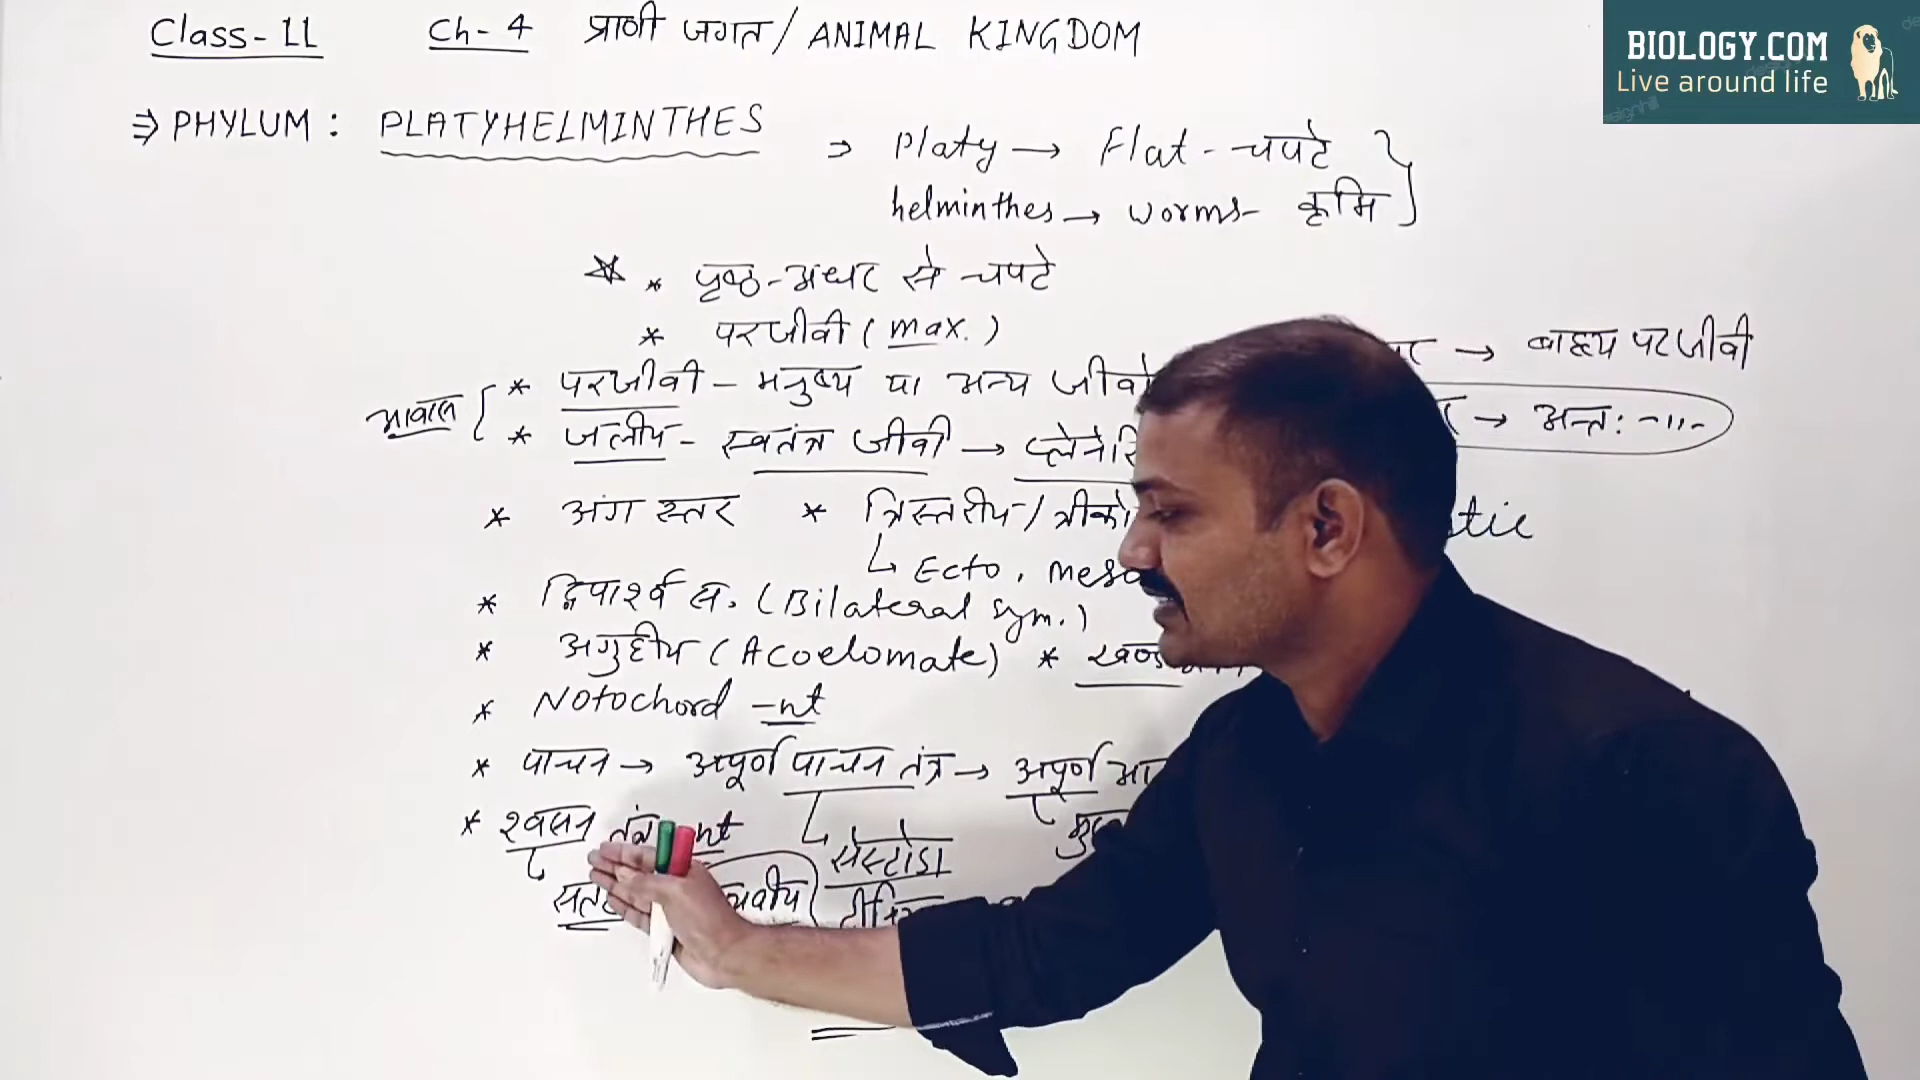 Class-11 Ch-4 प्राणी जगत/ANIMAL KINGDOM
BIOLOGY.COM
Live around life
⇒ PHYLUM: PLATYHELMINTHES
⇒ Platy → Flat - चपटे
helminthes → worms - कृमि
* पृष्ठ-अधर से चपटे
* परजीवी (max.)
→ बाह्य परजीवी
आवास { * परजीवी - मनुष्य या अन्य
→ अन्त: -11-
* जलीय - स्वतंत्र जीवी →
* अंग स्तर * त्रिस्तरीय/
↳ Ecto, Meso
* द्विपार्श्व स. (Bilateral sym.)
* अगुहीय (Acoelomate) *
* Notochord -nt
* पाचन → अपूर्ण पाचन तंत्र → अपूर्ण
* श्वसन तंत्र nt
सेस्टोडा